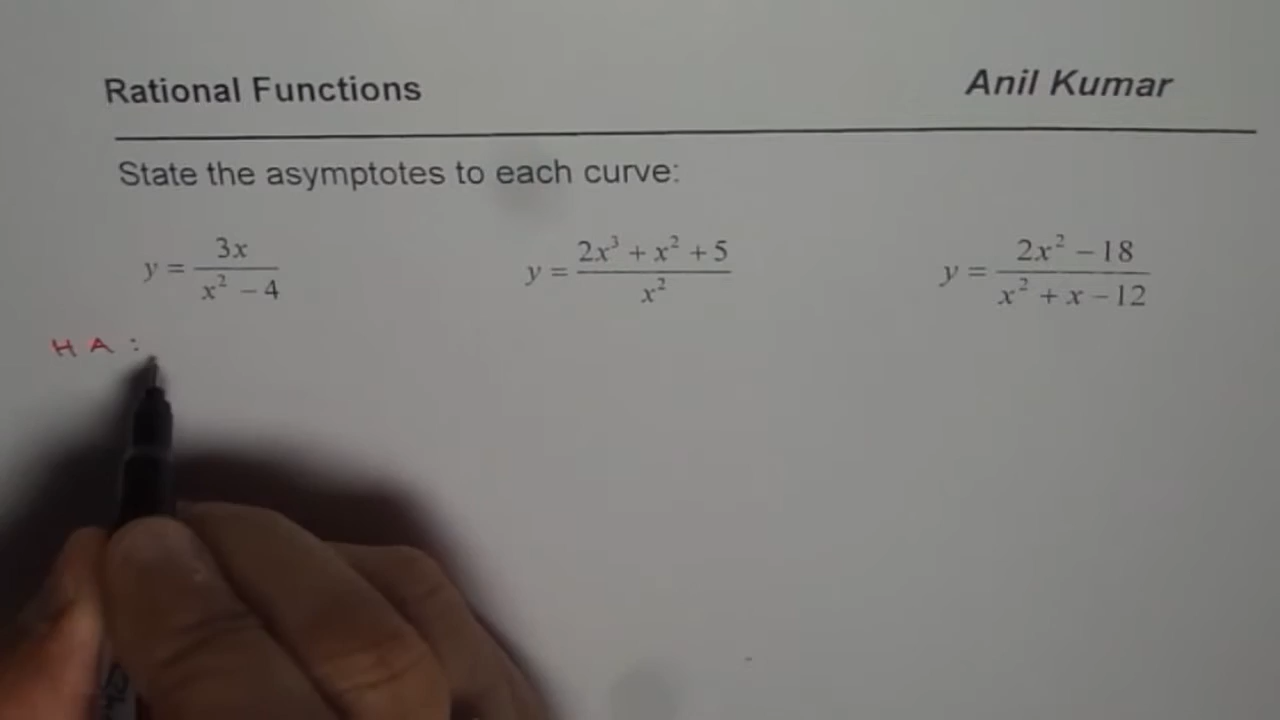 Rational Functions Anil Kumar
State the asymptotes to each curve:
y = 3x / (x² - 4) y = (2x³ + x² + 5) / x² y = (2x² - 18) / (x² + x - 12)
H A :